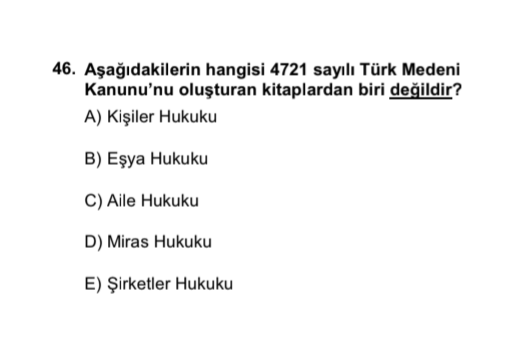 46. Aşağıdakilerin hangisi 4721 sayılı Türk Medeni
Kanunu'nu oluşturan kitaplardan biri değildir?
A) Kişiler Hukuku
B) Eşya Hukuku
C) Aile Hukuku
D) Miras Hukuku
E) Şirketler Hukuku